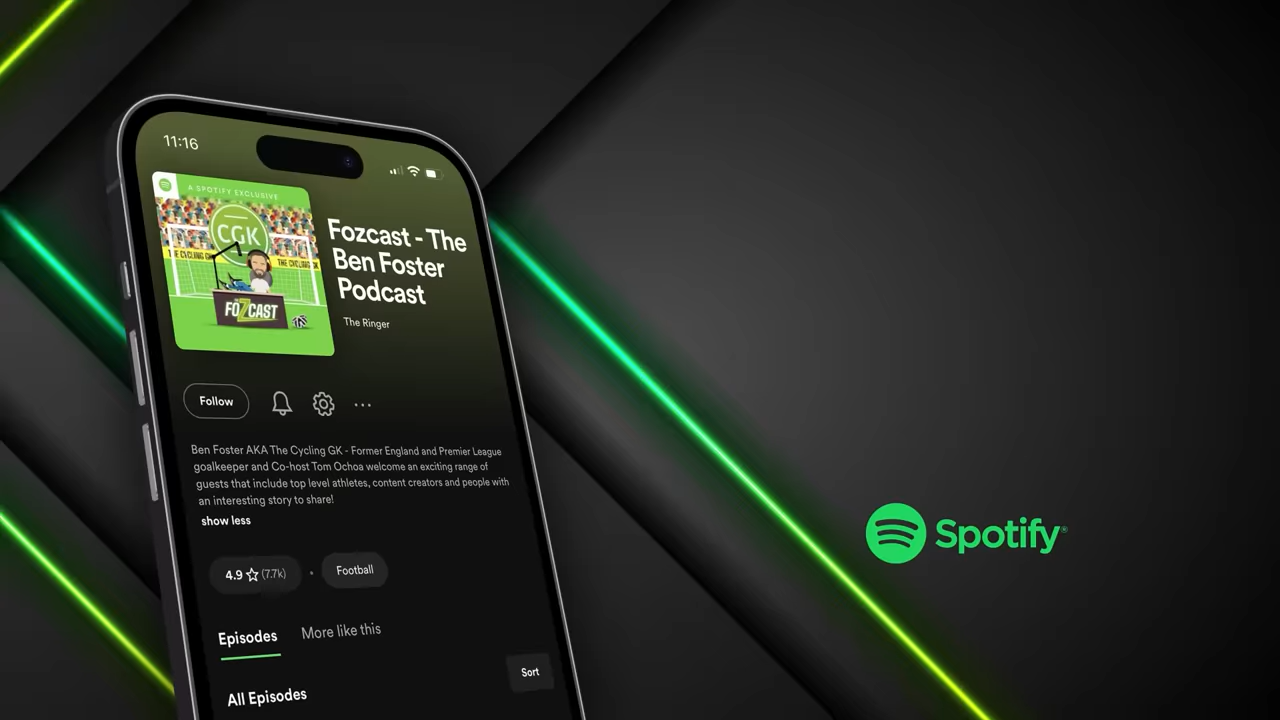 11:16
A SPOTIFY EXCLUSIVE
CGK
THE CYCLING GK
THE CYCLING GK
FOZCAST
Fozcast - The
Ben Foster
Podcast
The Ringer
Follow
Ben Foster AKA The Cycling GK - Former England and Premier League
goalkeeper and Co-host Tom Ochoa welcome an exciting range of
guests that include top level athletes, content creators and people with
an interesting story to share!
show less
4.9 (7.7k)
•
Football
Episodes
More like this
Sort
All Episodes
Spotify®